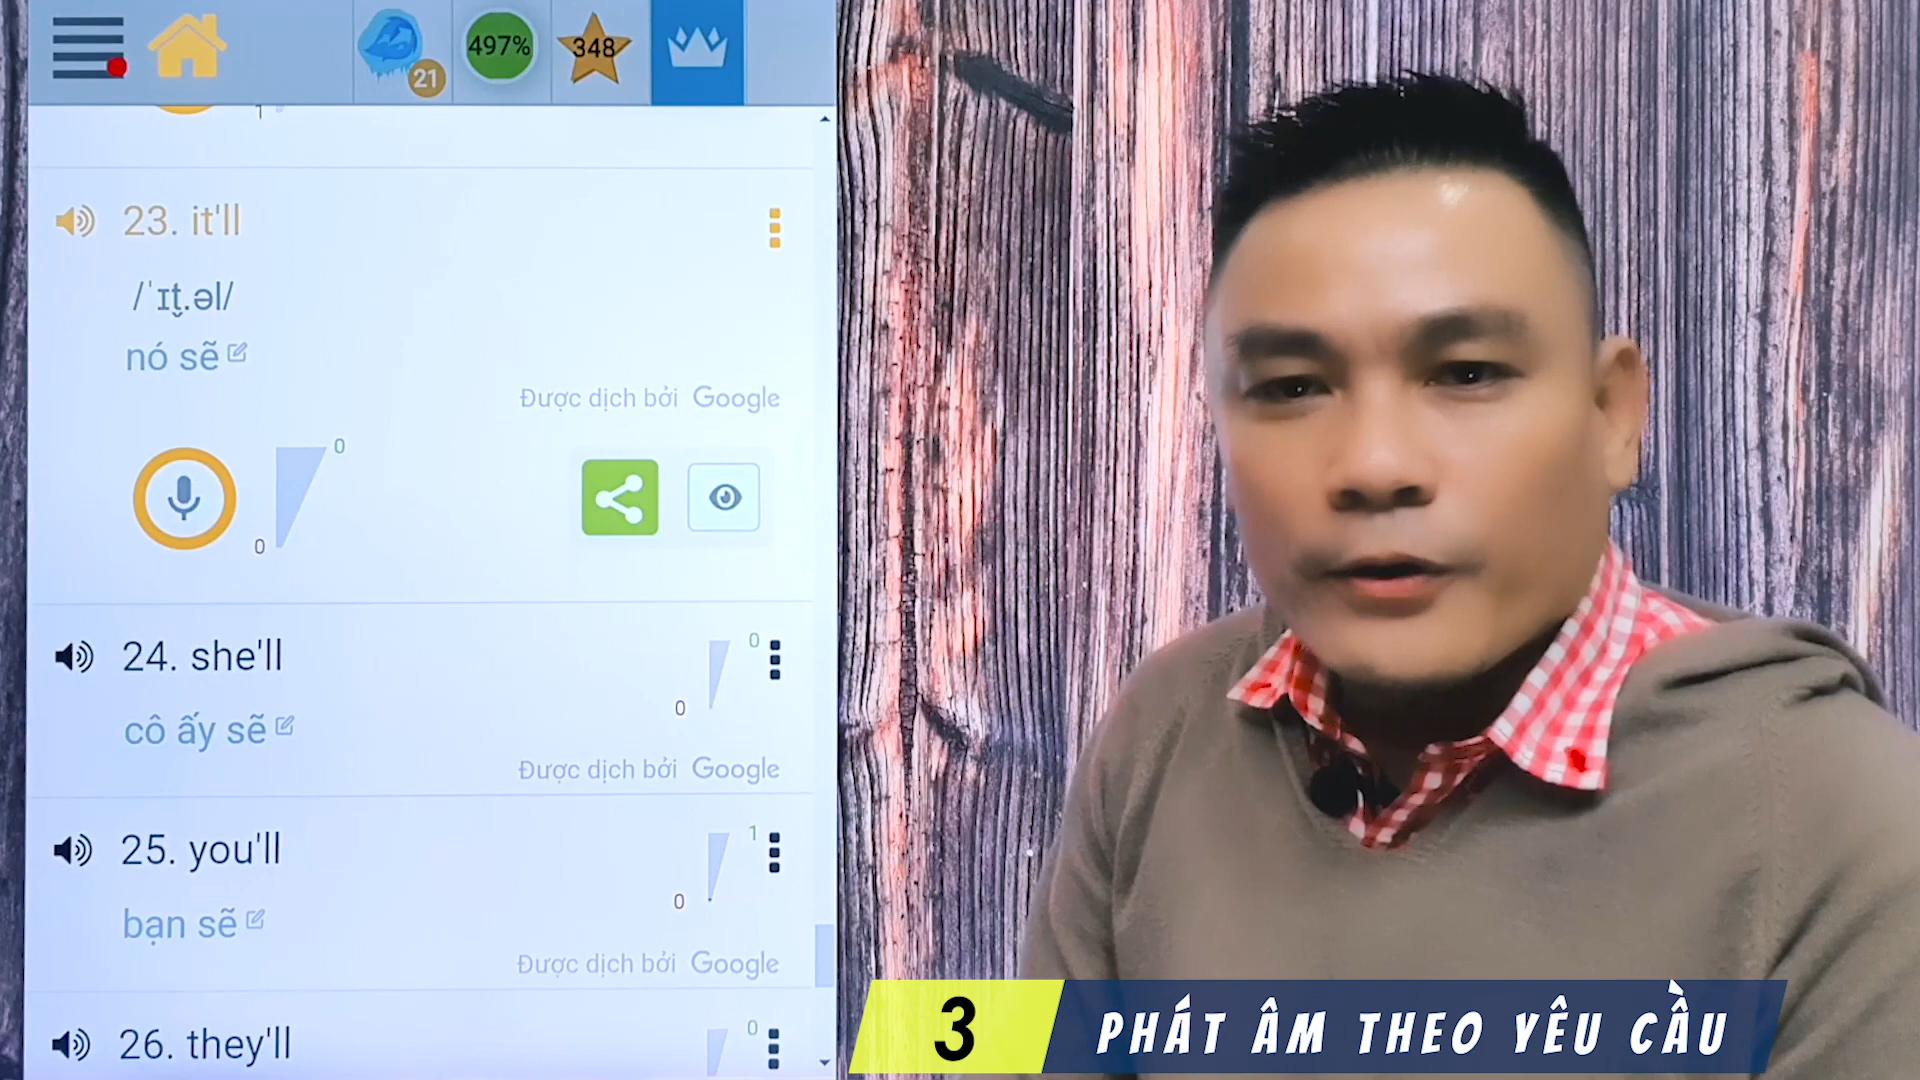 21
497%
348
1
23. it'll
/ˈɪt̬.əl/
nó sẽ
Được dịch bởi Google
0
0
24. she'll
0
0
cô ấy sẽ
Được dịch bởi Google
25. you'll
1
0
bạn sẽ
Được dịch bởi Google
26. they'll
0
3 PHÁT ÂM THEO YÊU CẦU